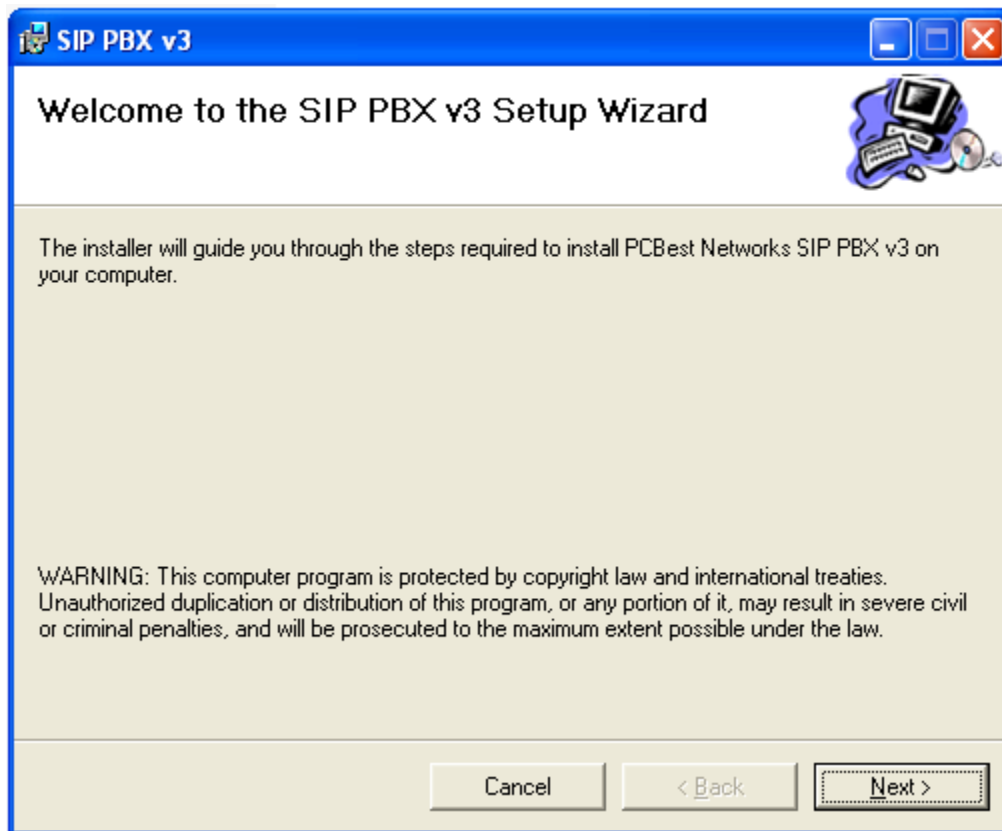 SIP PBX v3
Welcome to the SIP PBX v3 Setup Wizard
The installer will guide you through the steps required to install PCBest Networks SIP PBX v3 on
your computer.
WARNING: This computer program is protected by copyright law and international treaties.
Unauthorized duplication or distribution of this program, or any portion of it, may result in severe civil
or criminal penalties, and will be prosecuted to the maximum extent possible under the law.
Cancel
< Back
Next >